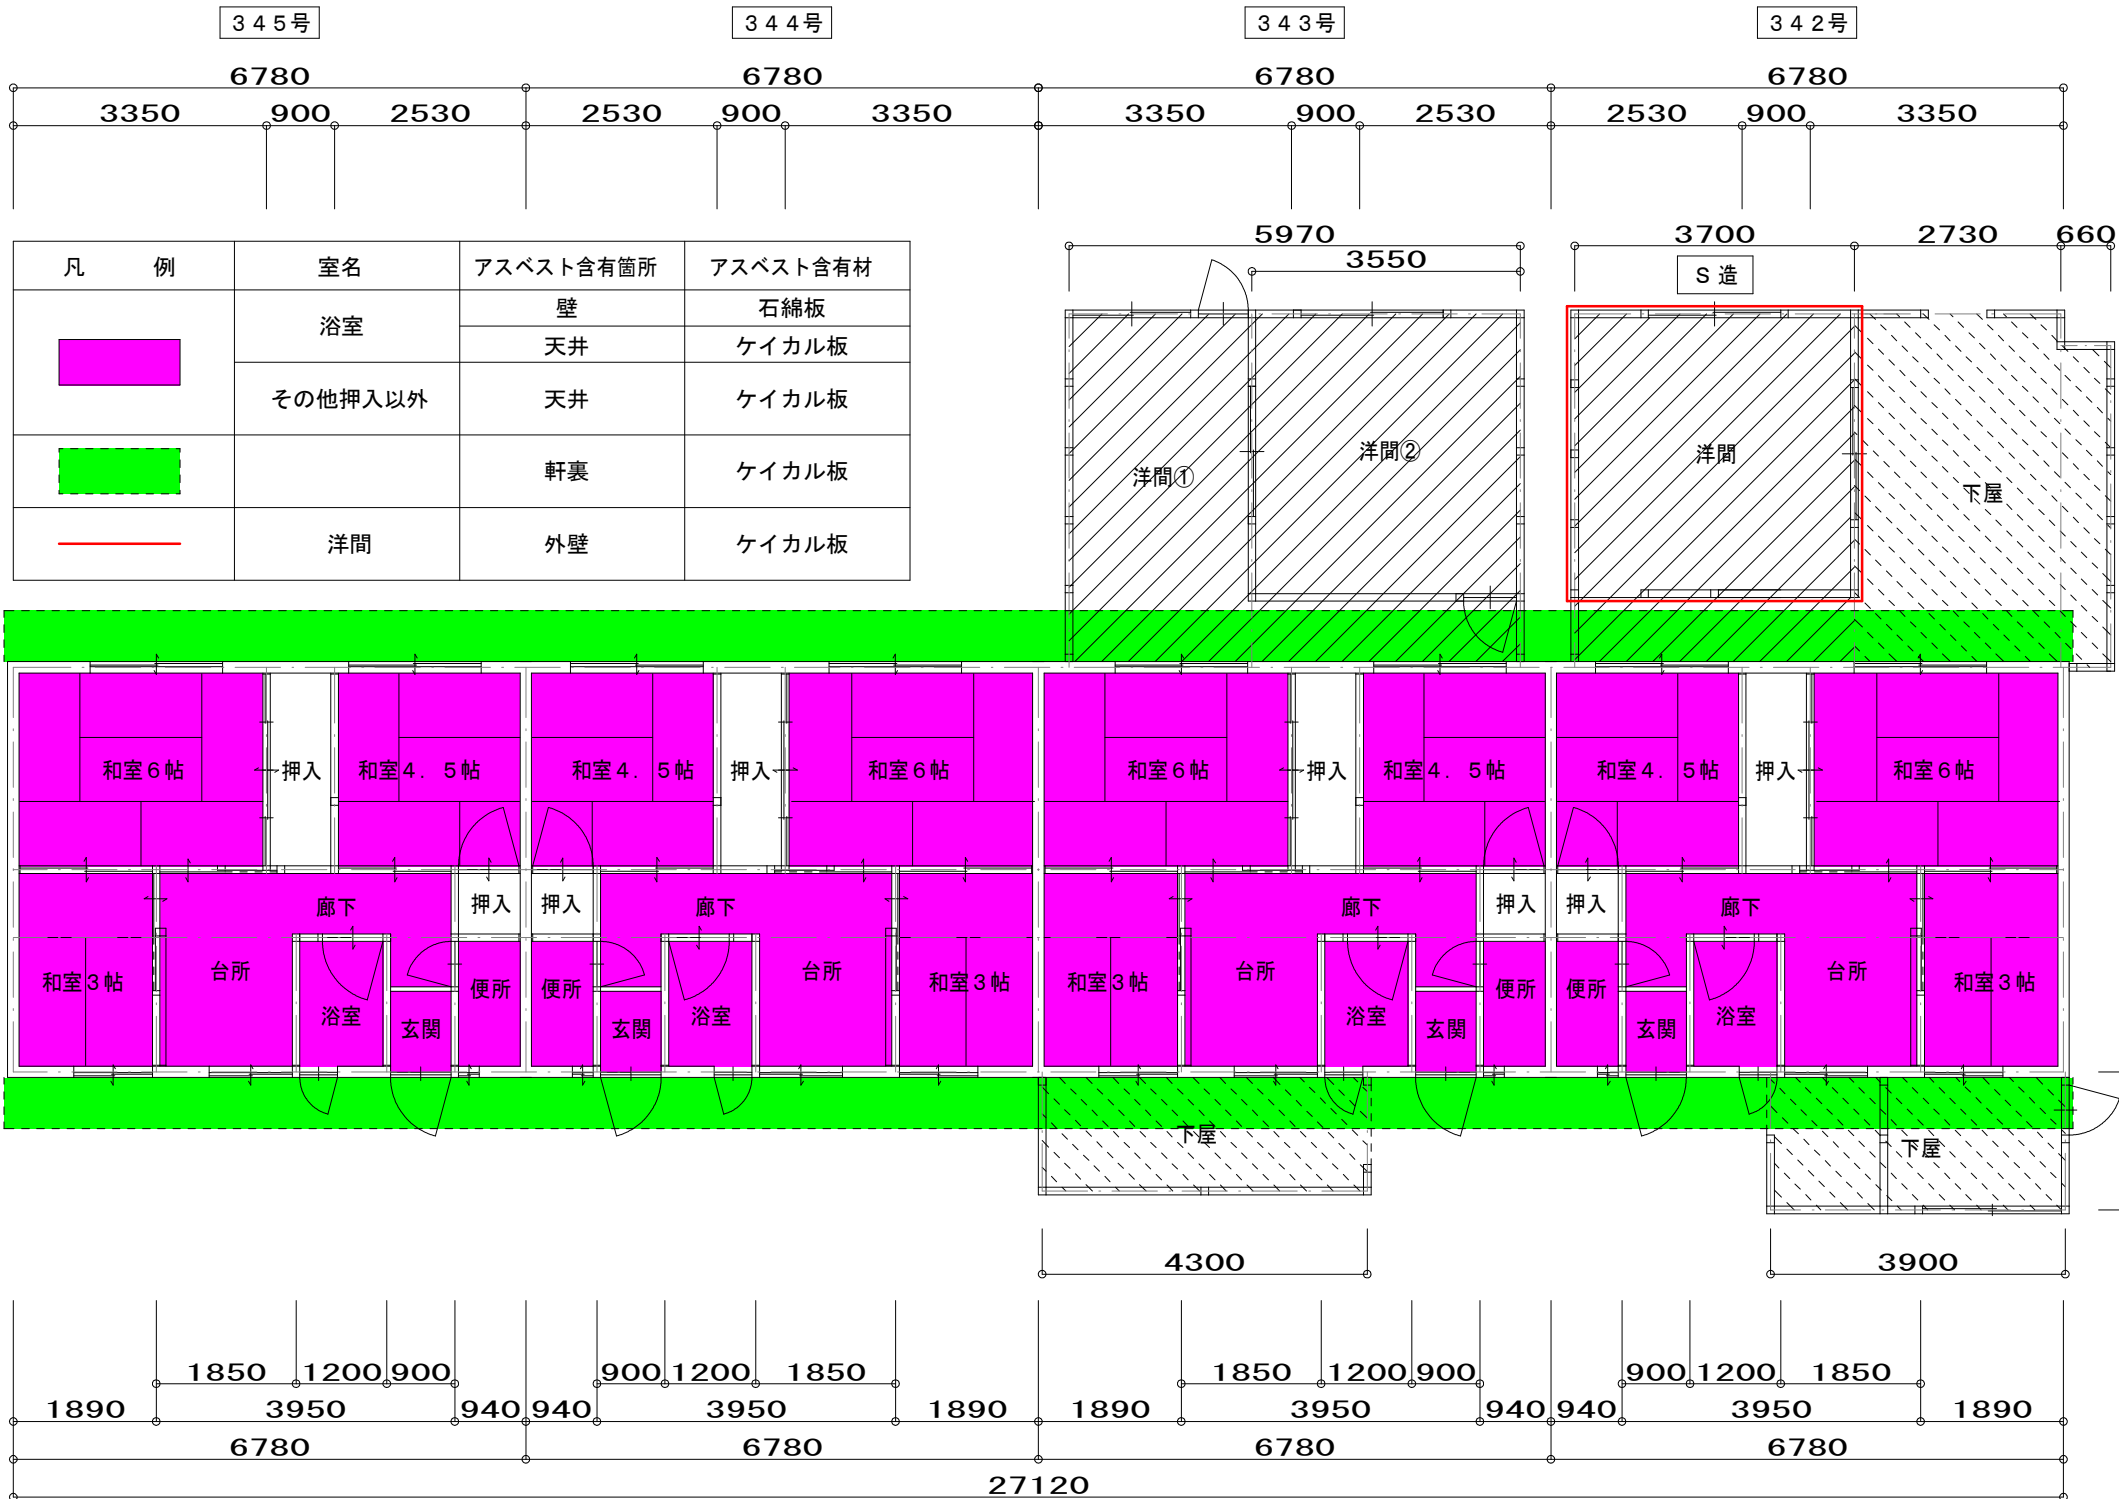 ３４５号 ３４４号 ３４３号 ３４２号
6780 6780 6780 6780
3350 900 2530 2530 900 3350 3350 900 2530 2530 900 3350
5970 3700 2730 660
3550
S 造
凡 例 室名 アスベスト含有箇所 アスベスト含有材
浴室 壁 石綿板
天井 ケイカル板
その他押入以外 天井 ケイカル板
軒裏 ケイカル板
洋間 外壁 ケイカル板
洋間① 洋間② 洋間 下屋
和室６帖 押入 和室４．５帖 和室４．５帖 押入 和室６帖 和室６帖 押入 和室４．５帖 和室４．５帖 押入 和室６帖
廊下 押入 押入 廊下 廊下 押入 押入 廊下
和室３帖 台所 浴室 玄関 便所 便所 玄関 浴室 台所 和室３帖 和室３帖 台所 浴室 玄関 便所 便所 玄関 浴室 台所 和室３帖
下屋 下屋
4300 3900
1850 1200 900 900 1200 1850 1850 1200 900 900 1200 1850
1890 3950 940 940 3950 1890 1890 3950 940 940 3950 1890
6780 6780 6780 6780
27120